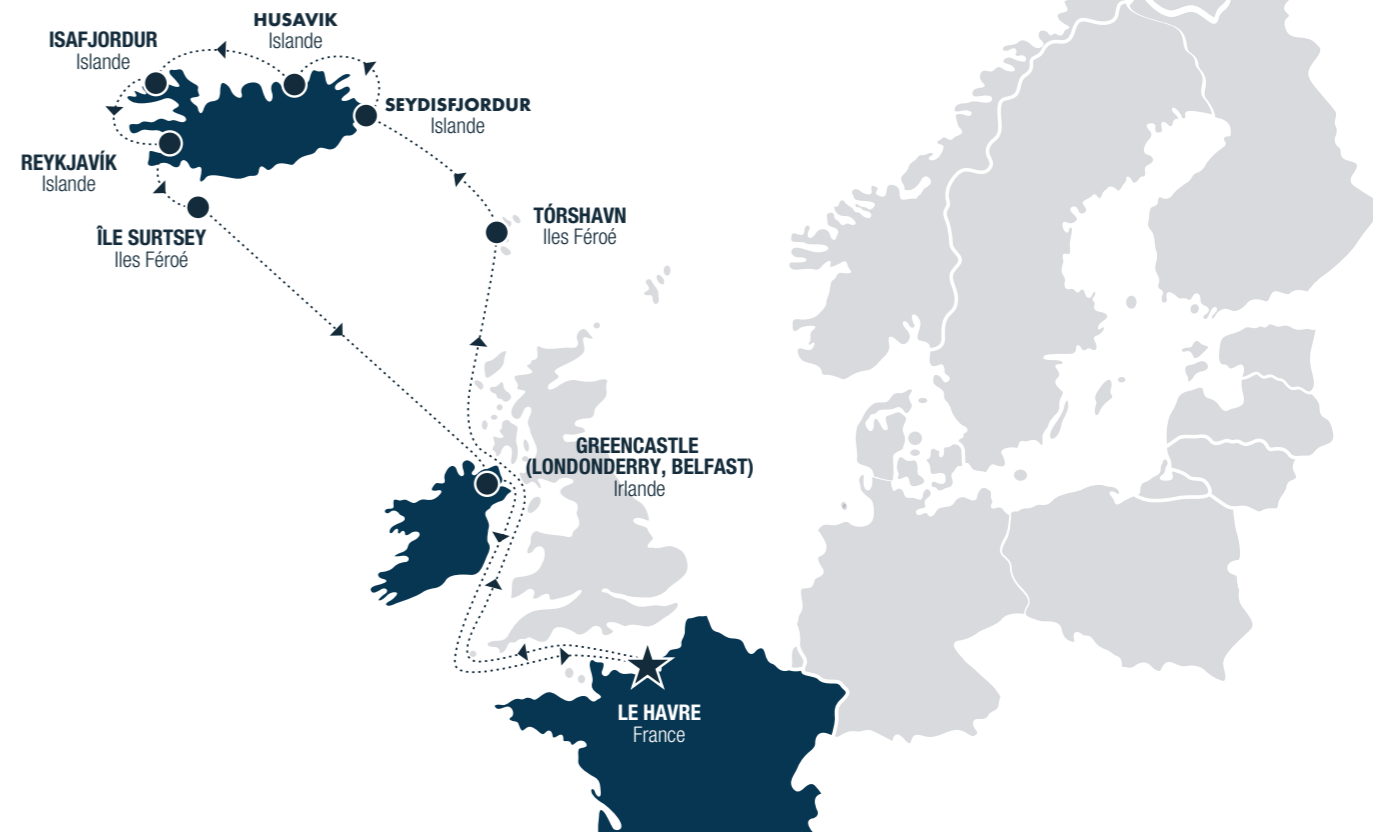 HUSAVIK
Islande
ISAFJORDUR
Islande
SEYDISFJORDUR
Islande
REYKJAVÍK
Islande
TÓRSHAVN
Iles Féroé
ÎLE SURTSEY
Iles Féroé
GREENCASTLE
(LONDONDERRY, BELFAST)
Irlande
LE HAVRE
France